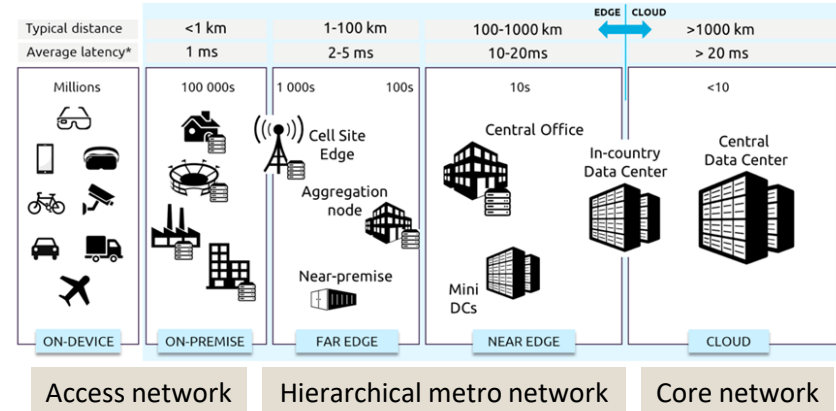 EDGE CLOUD
Typical distance <1 km 1-100 km 100-1000 km >1000 km
Average latency* 1 ms 2-5 ms 10-20ms > 20 ms
Millions 100 000s 1 000s 100s 10s <10
Cell Site
Edge
Aggregation
node
Near-premise
Central Office
Mini
DCs
In-country
Data Center
Central
Data Center
ON-DEVICE ON-PREMISE FAR EDGE NEAR EDGE CLOUD
Access network Hierarchical metro network Core network